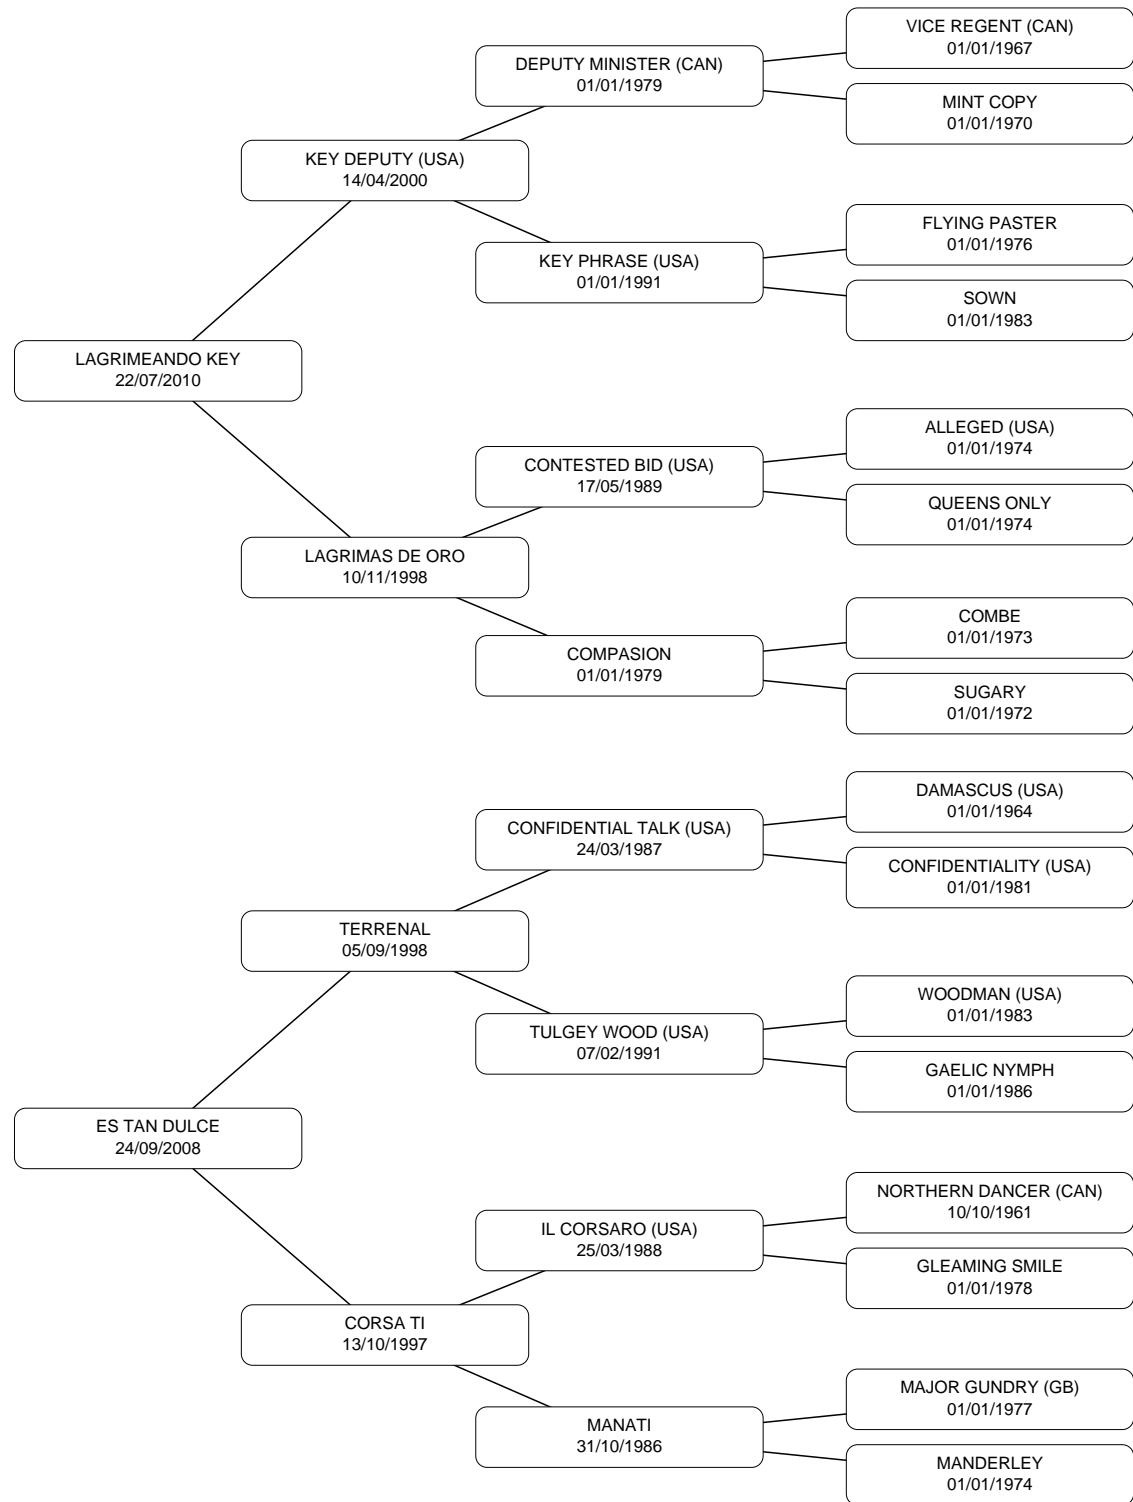 VICE REGENT (CAN)
01/01/1967
DEPUTY MINISTER (CAN)
01/01/1979
MINT COPY
01/01/1970
KEY DEPUTY (USA)
14/04/2000
FLYING PASTER
01/01/1976
KEY PHRASE (USA)
01/01/1991
SOWN
01/01/1983
LAGRIMEANDO KEY
22/07/2010
ALLEGED (USA)
01/01/1974
CONTESTED BID (USA)
17/05/1989
QUEENS ONLY
01/01/1974
LAGRIMAS DE ORO
10/11/1998
COMBE
01/01/1973
COMPASION
01/01/1979
SUGARY
01/01/1972
DAMASCUS (USA)
01/01/1964
CONFIDENTIAL TALK (USA)
24/03/1987
CONFIDENTIALITY (USA)
01/01/1981
TERRENAL
05/09/1998
WOODMAN (USA)
01/01/1983
TULGEY WOOD (USA)
07/02/1991
GAELIC NYMPH
01/01/1986
ES TAN DULCE
24/09/2008
NORTHERN DANCER (CAN)
10/10/1961
IL CORSARO (USA)
25/03/1988
GLEAMING SMILE
01/01/1978
CORSA TI
13/10/1997
MAJOR GUNDRY (GB)
01/01/1977
MANATI
31/10/1986
MANDERLEY
01/01/1974